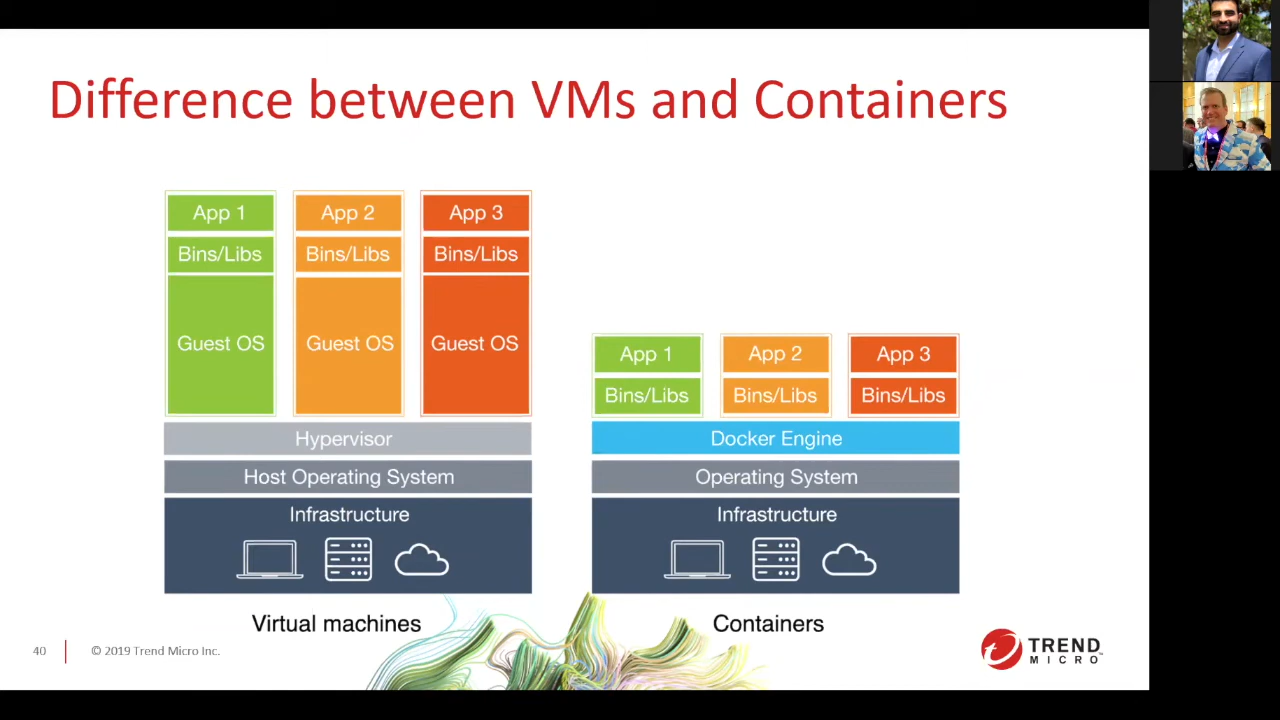 Difference between VMs and Containers
App 1
Bins/Libs
Guest OS
App 2
Bins/Libs
Guest OS
App 3
Bins/Libs
Guest OS
Hypervisor
Host Operating System
Infrastructure
Virtual machines
App 1
Bins/Libs
App 2
Bins/Libs
App 3
Bins/Libs
Docker Engine
Operating System
Infrastructure
Containers
40
© 2019 Trend Micro Inc.
TREND
MICRO™